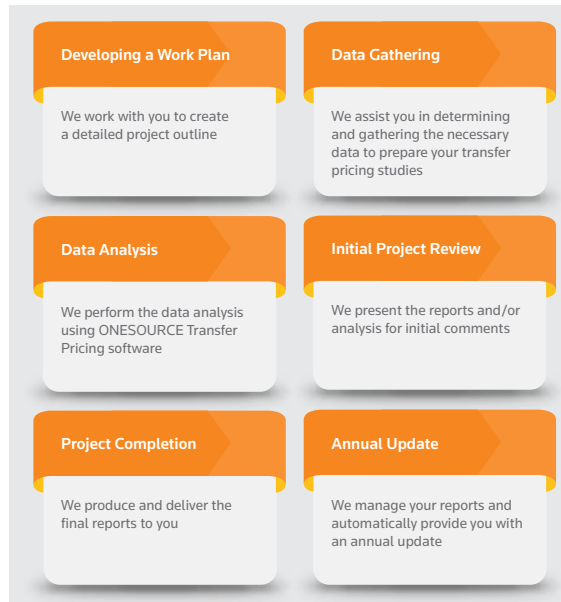 Developing a Work Plan
We work with you to create
a detailed project outline
Data Gathering
We assist you in determining
and gathering the necessary
data to prepare your transfer
pricing studies
Data Analysis
We perform the data analysis
using ONESOURCE Transfer
Pricing software
Initial Project Review
We present the reports and/or
analysis for initial comments
Project Completion
We produce and deliver the
final reports to you
Annual Update
We manage your reports and
automatically provide you with
an annual update